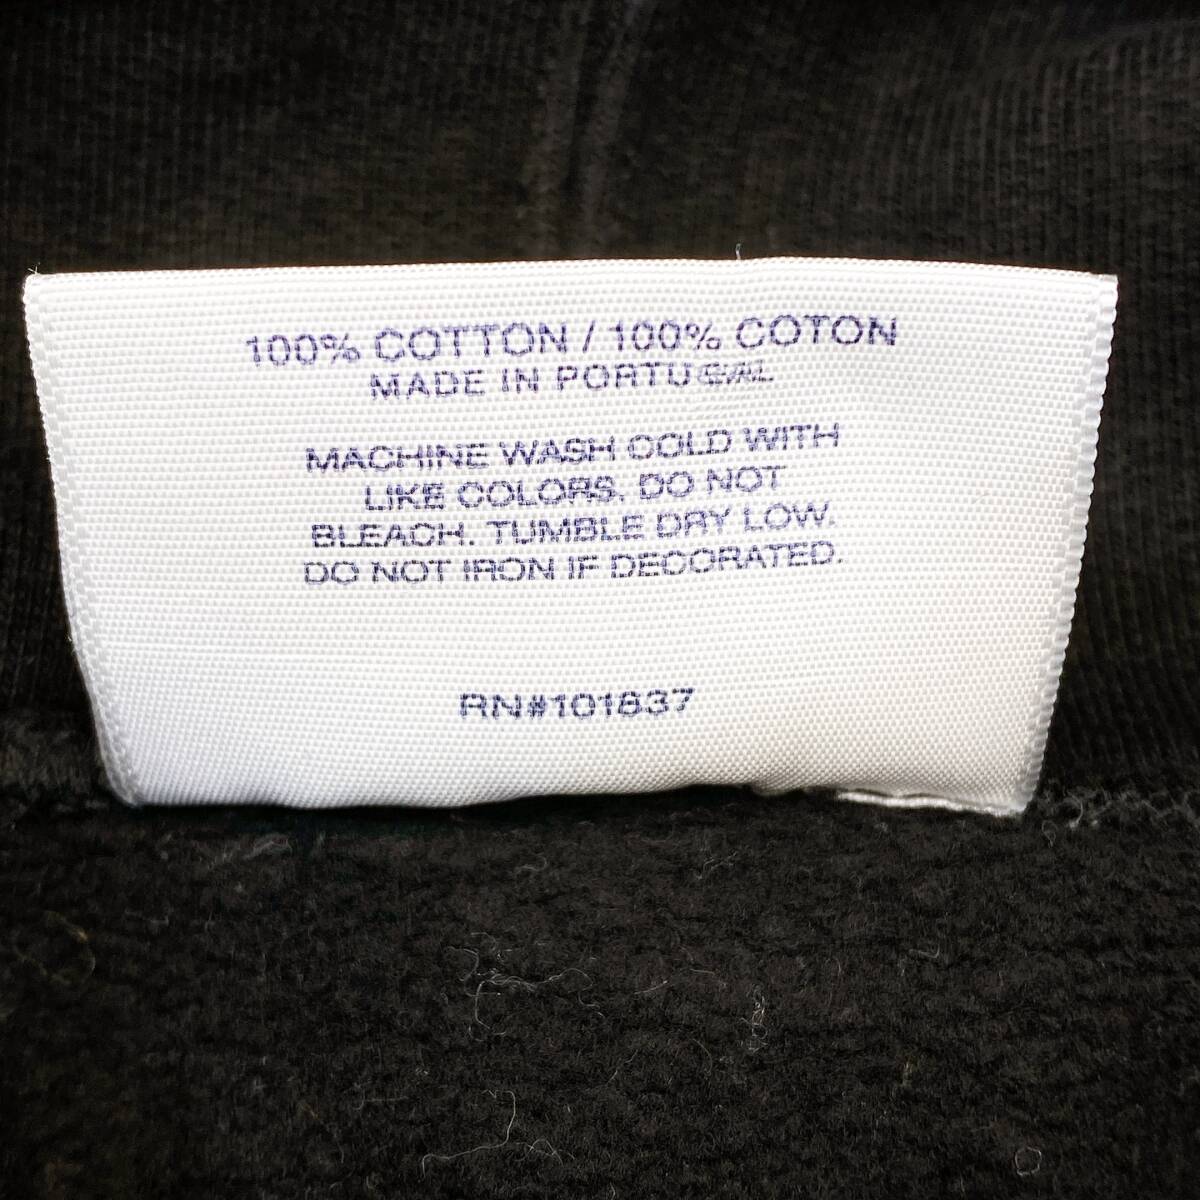 100% COTTON / 100% COTON
MADE IN PORTUGAL
MACHINE WASH COLD WITH
LIKE COLORS. DO NOT
BLEACH. TUMBLE DRY LOW.
DO NOT IRON IF DECORATED.
RN#101837